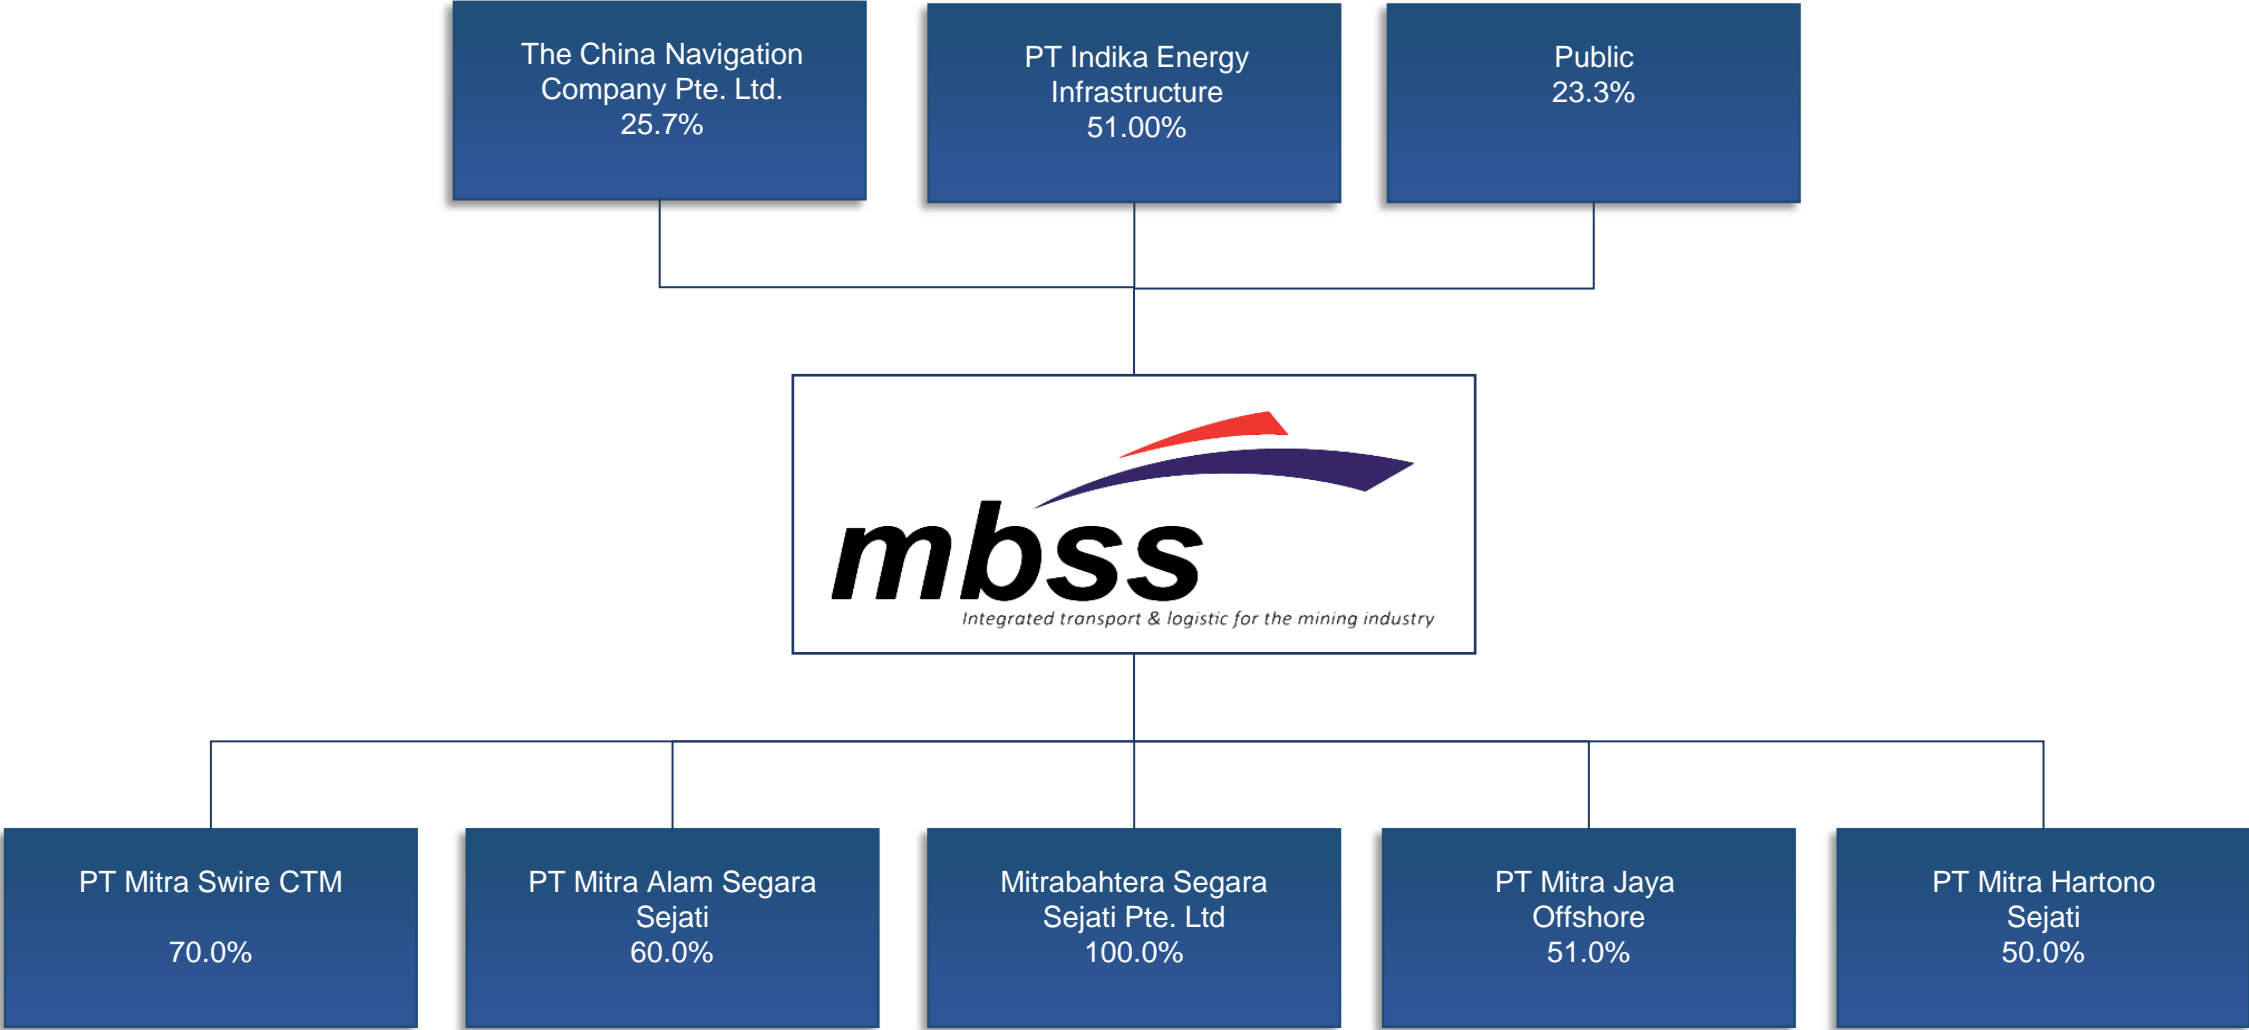 The China Navigation
Company Pte. Ltd.
25.7%
PT Indika Energy
Infrastructure
51.00%
Public
23.3%
mbss
Integrated transport & logistic for the mining industry
PT Mitra Swire CTM
70.0%
PT Mitra Alam Segara
Sejati
60.0%
Mitrabahtera Segara
Sejati Pte. Ltd
100.0%
PT Mitra Jaya
Offshore
51.0%
PT Mitra Hartono
Sejati
50.0%